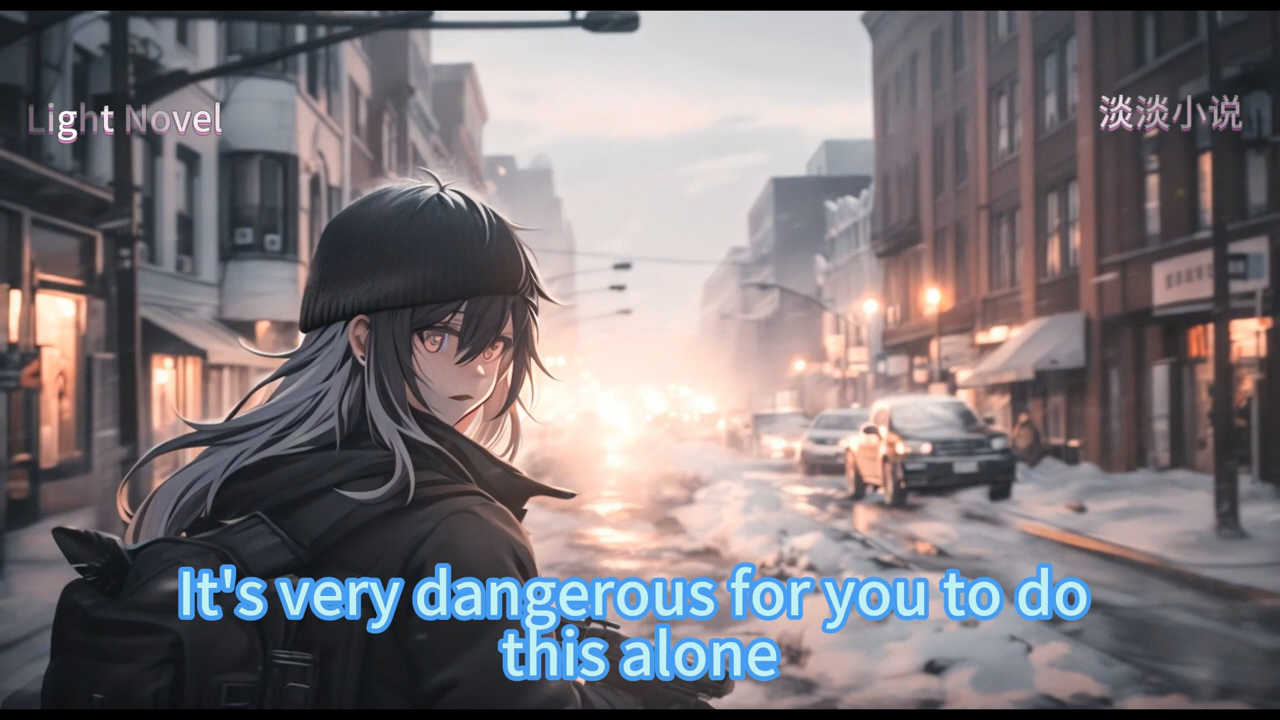 Light Novel
淡淡小说
It's very dangerous for you to do
this alone